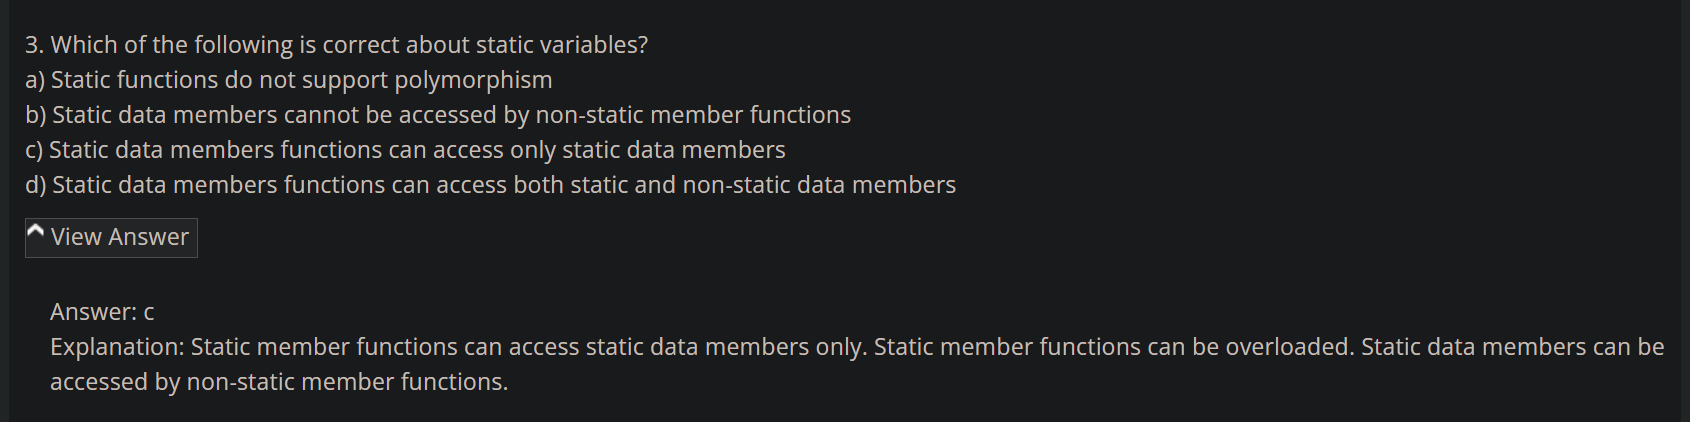 3. Which of the following is correct about static variables?
a) Static functions do not support polymorphism
b) Static data members cannot be accessed by non-static member functions
c) Static data members functions can access only static data members
d) Static data members functions can access both static and non-static data members
View Answer
Answer: c
Explanation: Static member functions can access static data members only. Static member functions can be overloaded. Static data members can be
accessed by non-static member functions.